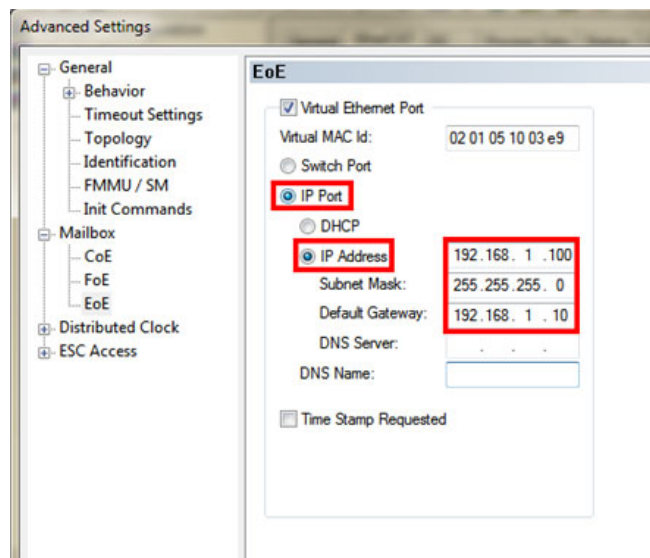 Advanced Settings
General
Behavior
Timeout Settings
Topology
Identification
FMMU / SM
Init Commands
Mailbox
CoE
FoE
EoE
Distributed Clock
ESC Access
EoE
Virtual Ethernet Port
Virtual MAC Id: 02 01 05 10 03 e9
Switch Port
IP Port
DHCP
IP Address 192.168. 1 .100
Subnet Mask: 255.255.255. 0
Default Gateway: 192.168. 1 . 10
DNS Server: . . .
DNS Name:
Time Stamp Requested